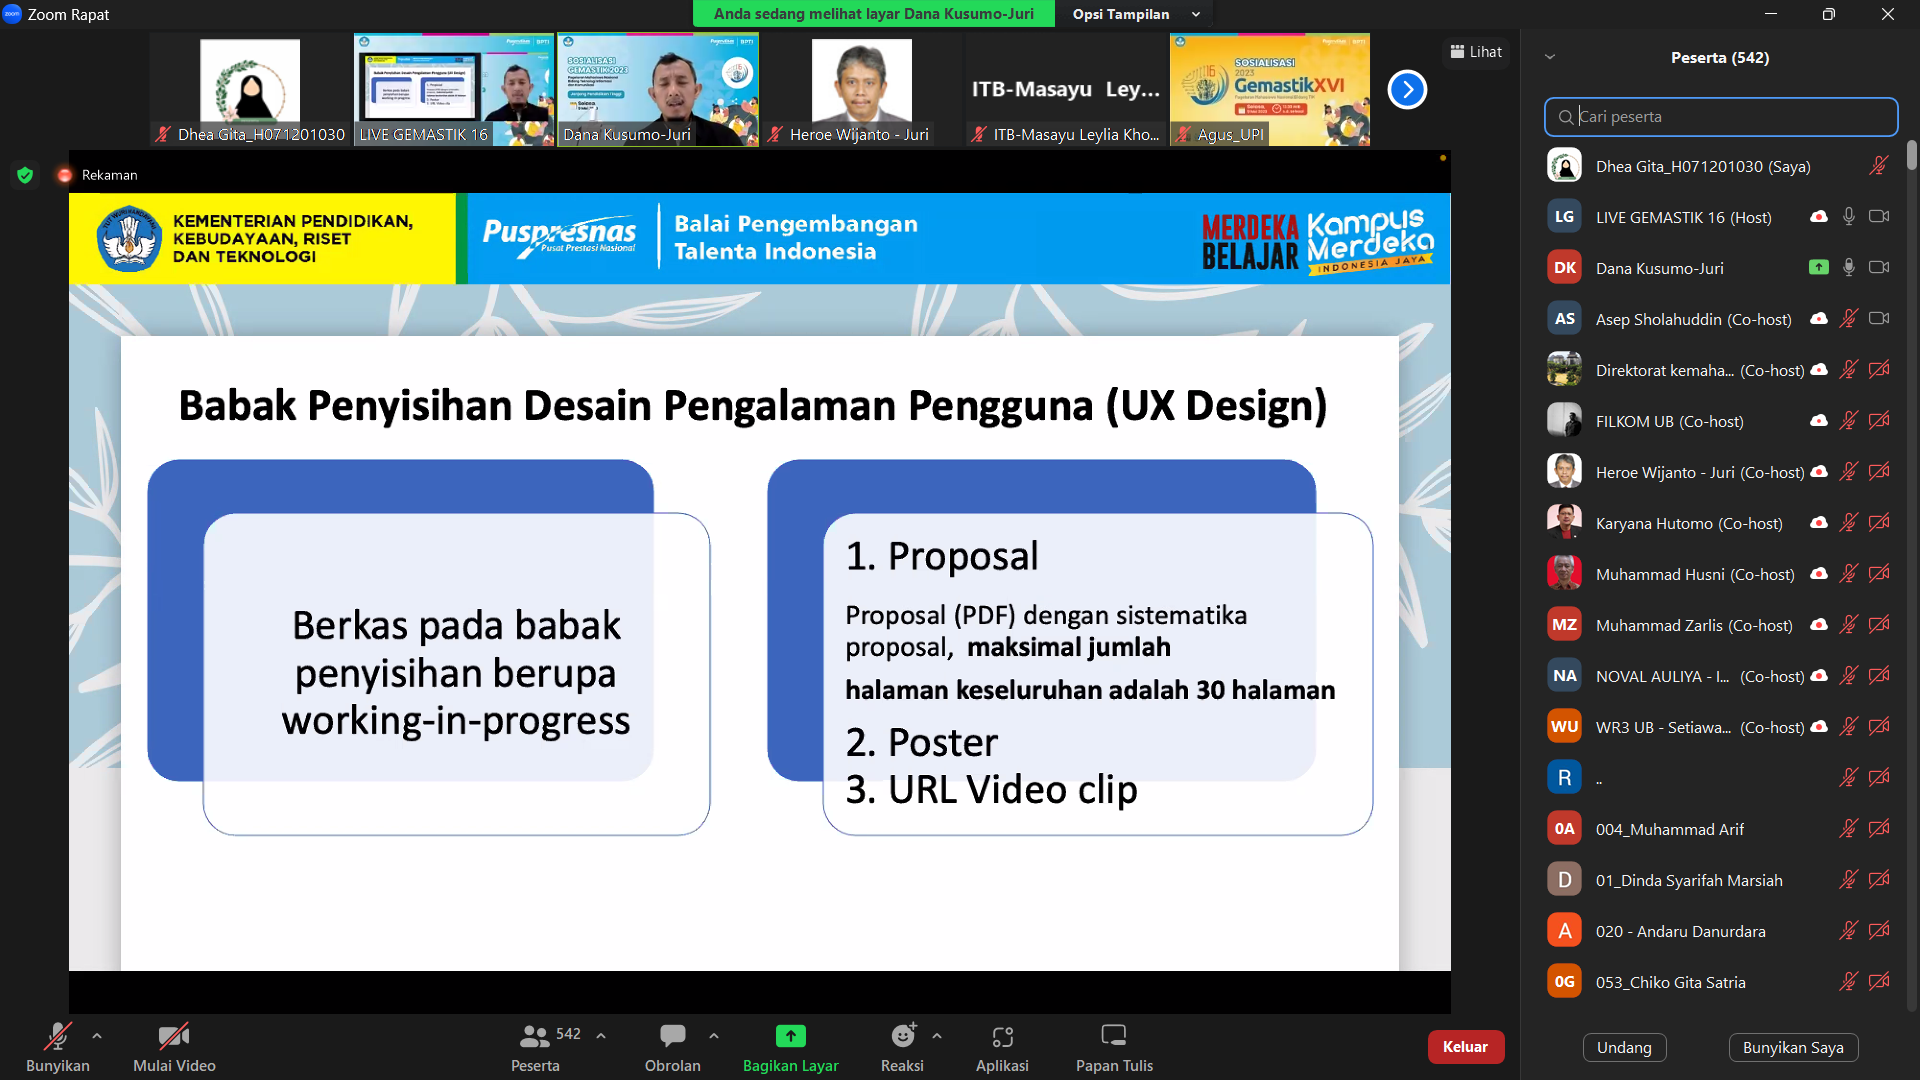 zoom Zoom Rapat
Anda sedang melihat layar Dana Kusumo-Juri
Opsi Tampilan
Dhea Gita_H071201030
LIVE GEMASTIK 16
SOSIALISASI
GEMASTIK 2023
Dana Kusumo-Juri
Heroe Wijanto - Juri
ITB-Masayu Ley...
ITB-Masayu Leylia Kho...
SOSIALISASI
2023
GemastikXVI
Agus_UPI
Lihat
Rekaman
KEMENTERIAN PENDIDIKAN,
KEBUDAYAAN, RISET
DAN TEKNOLOGI
Puspresnas
Pusat Prestasi Nasional
Balai Pengembangan
Talenta Indonesia
MERDEKA
BELAJAR
Kampus
Merdeka
INDONESIA JAYA
Babak Penyisihan Desain Pengalaman Pengguna (UX Design)
Berkas pada babak
penyisihan berupa
working-in-progress
1. Proposal
Proposal (PDF) dengan sistematika
proposal, maksimal jumlah
halaman keseluruhan adalah 30 halaman
2. Poster
3. URL Video clip
Peserta (542)
Cari peserta
Dhea Gita_H071201030 (Saya)
LG LIVE GEMASTIK 16 (Host)
DK Dana Kusumo-Juri
AS Asep Sholahuddin (Co-host)
Direktorat kemaha... (Co-host)
FILKOM UB (Co-host)
Heroe Wijanto - Juri (Co-host)
Karyana Hutomo (Co-host)
Muhammad Husni (Co-host)
MZ Muhammad Zarlis (Co-host)
NA NOVAL AULIYA - I... (Co-host)
WU WR3 UB - Setiawa... (Co-host)
R ..
0A 004_Muhammad Arif
D 01_Dinda Syarifah Marsiah
A 020 - Andaru Danurdara
0G 053_Chiko Gita Satria
Undang
Bunyikan Saya
Bunyikan
Mulai Video
542
Peserta
Obrolan
Bagikan Layar
Reaksi
Aplikasi
Papan Tulis
Keluar